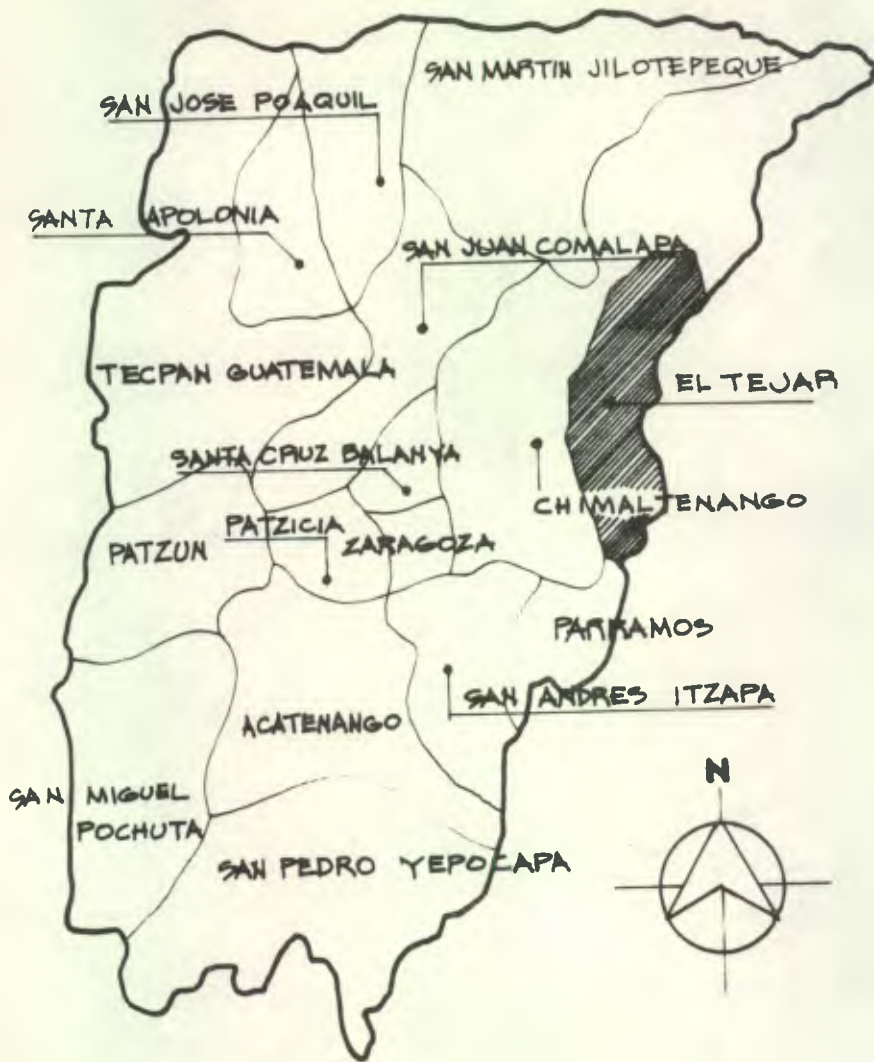 SAN MARTIN JILOTEPEQUE
SAN JOSE POAQUIL
SANTA APOLONIA
SAN JUAN COMALAPA
TECPAN GUATEMALA
EL TEJAR
SANTA CRUZ BALANYA
CHIMALTENANGO
PATZUN
PATZICIA
ZARAGOZA
PARRAMOS
SAN ANDRES ITZAPA
ACATENANGO
SAN MIGUEL
POCHUTA
SAN PEDRO YEPOCAPA
N